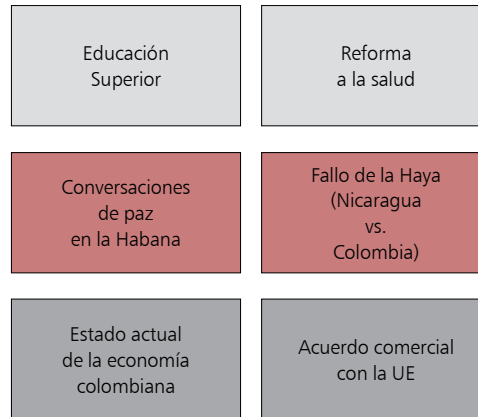 Educación
Superior
Reforma
a la salud
Conversaciones
de paz
en la Habana
Fallo de la Haya
(Nicaragua
vs.
Colombia)
Estado actual
de la economía
colombiana
Acuerdo comercial
con la UE